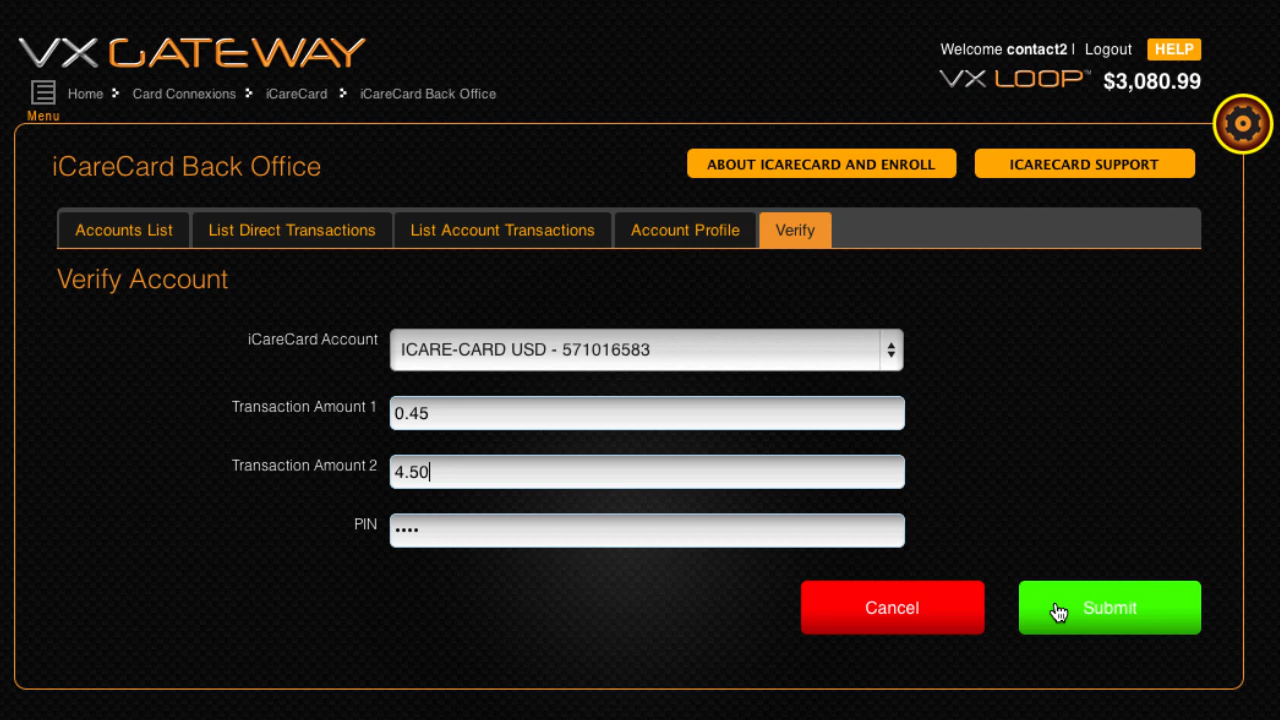 VX GATEWAY
Welcome contact2 | Logout HELP
VX LOOP™ $3,080.99
Menu
Home Card Connexions iCareCard iCareCard Back Office
iCareCard Back Office
ABOUT ICARECARD AND ENROLL
ICARECARD SUPPORT
Accounts List
List Direct Transactions
List Account Transactions
Account Profile
Verify
Verify Account
iCareCard Account
ICARE-CARD USD - 571016583
Transaction Amount 1
0.45
Transaction Amount 2
4.50
PIN
••••
Cancel
Submit